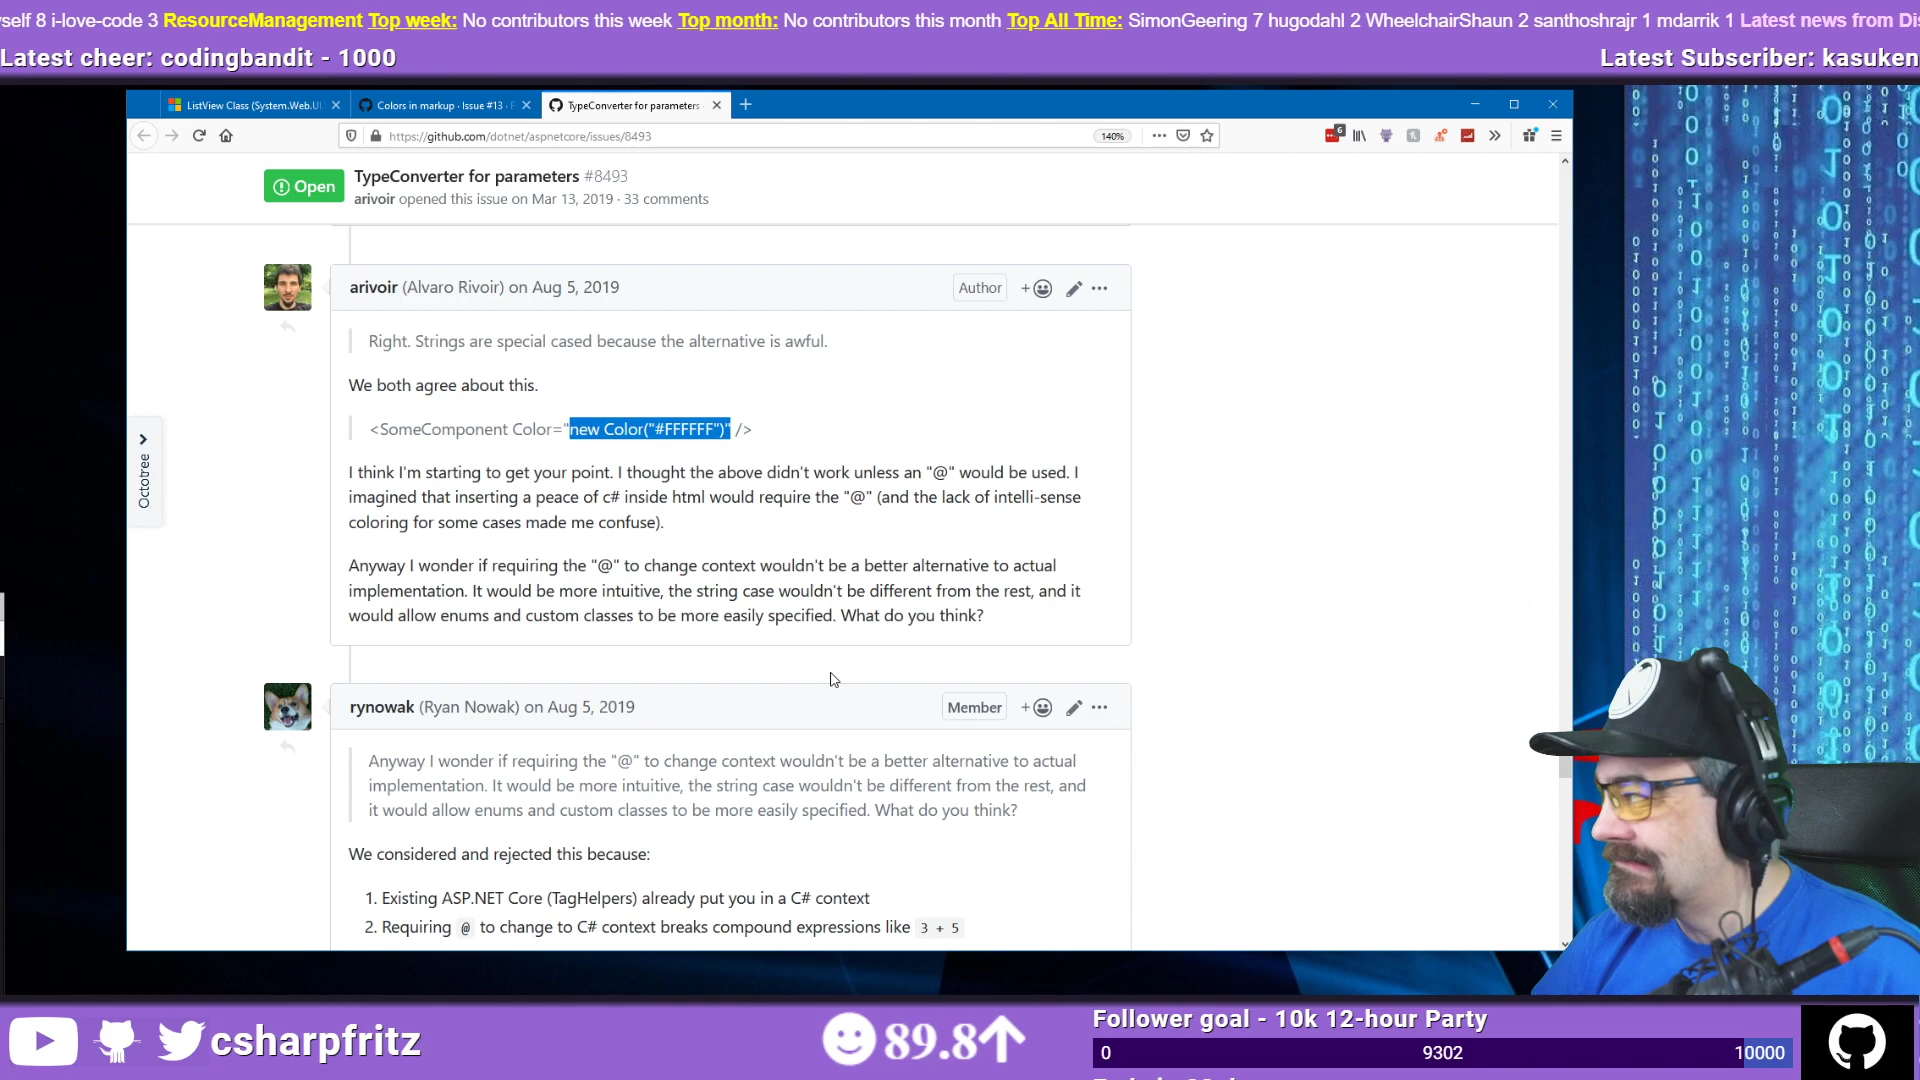 self 8 i-love-code 3 ResourceManagement Top week: No contributors this week Top month: No contributors this month Top All Time: SimonGeering 7 hugodahl 2 WheelchairShaun 2 santhoshrajr 1 mdarrik 1 Latest news from Dis
Latest cheer: codingbandit - 1000
Latest Subscriber: kasuken
ListView Class (System.Web.UI
Colors in markup · Issue #13 · F
TypeConverter for parameters
https://github.com/dotnet/aspnetcore/issues/8493
140%
6
Open
TypeConverter for parameters #8493
arivoir opened this issue on Mar 13, 2019 · 33 comments
arivoir (Alvaro Rivoir) on Aug 5, 2019
Author
Right. Strings are special cased because the alternative is awful.
We both agree about this.
<SomeComponent Color="new Color("#FFFFFF")" />
I think I'm starting to get your point. I thought the above didn't work unless an "@" would be used. I
imagined that inserting a peace of c# inside html would require the "@" (and the lack of intelli-sense
coloring for some cases made me confuse).
Anyway I wonder if requiring the "@" to change context wouldn't be a better alternative to actual
implementation. It would be more intuitive, the string case wouldn't be different from the rest, and it
would allow enums and custom classes to be more easily specified. What do you think?
Octotree
rynowak (Ryan Nowak) on Aug 5, 2019
Member
Anyway I wonder if requiring the "@" to change context wouldn't be a better alternative to actual
implementation. It would be more intuitive, the string case wouldn't be different from the rest, and
it would allow enums and custom classes to be more easily specified. What do you think?
We considered and rejected this because:
1. Existing ASP.NET Core (TagHelpers) already put you in a C# context
2. Requiring @ to change to C# context breaks compound expressions like 3 + 5
csharpfritz
89.8
Follower goal - 10k 12-hour Party
0
9302
10000